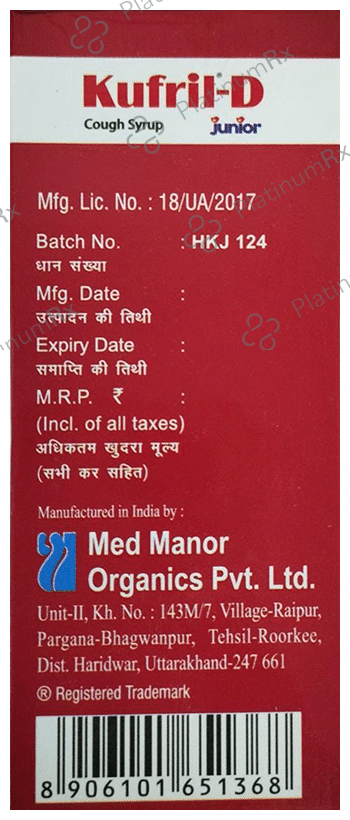 Kufril-D
Cough Syrup junior
Mfg. Lic. No. : 18/UA/2017
Batch No. : HKJ 124
धान संख्या
Mfg. Date :
उत्पादन की तिथी
Expiry Date :
समाप्ति की तिथी
M.R.P. ₹ :
(Incl. of all taxes)
अधिकतम खुदरा मूल्य
(सभी कर सहित)
Manufactured in India by :
Med Manor
Organics Pvt. Ltd.
Unit-II, Kh. No. : 143M/7, Village-Raipur,
Pargana-Bhagwanpur, Tehsil-Roorkee,
Dist. Haridwar, Uttarakhand-247 661
® Registered Trademark
8 906101 651368
PlatinumRx
PlatinumRx
PlatinumRx